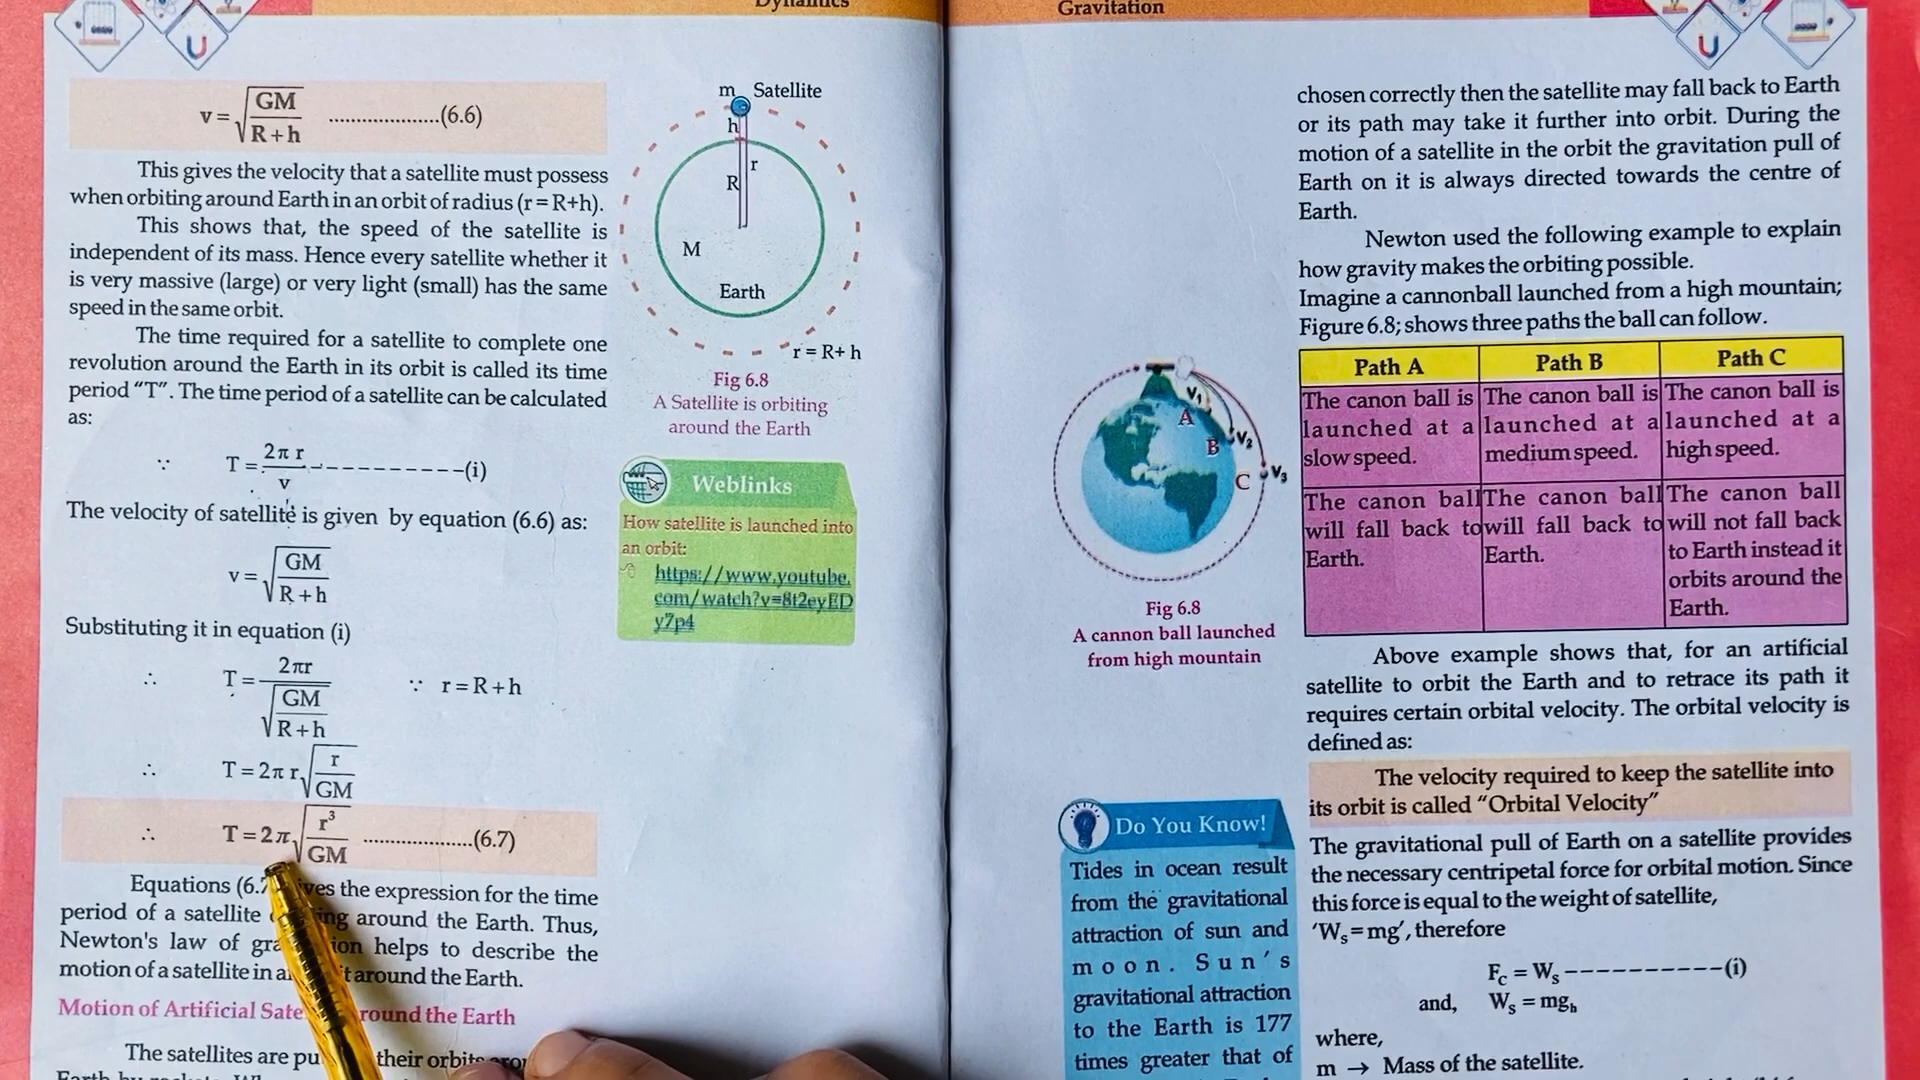 Dynamics
v = √(GM / R + h) .....................(6.6)
This gives the velocity that a satellite must possess
when orbiting around Earth in an orbit of radius (r = R+h).
This shows that, the speed of the satellite is
independent of its mass. Hence every satellite whether it
is very massive (large) or very light (small) has the same
speed in the same orbit.
The time required for a satellite to complete one
revolution around the Earth in its orbit is called its time
period “T”. The time period of a satellite can be calculated
as:
∵ T = 2π r / v ------------(i)
The velocity of satellite is given by equation (6.6) as:
v = √(GM / R + h)
Substituting it in equation (i)
∴ T = 2πr / √(GM / R + h) ∵ r = R + h
∴ T = 2π r √(r / GM)
∴ T = 2π √(r³ / GM) .....................(6.7)
Equations (6.7 the expression for the time
period of a satellite around the Earth. Thus,
Newton's law of helps to describe the
motion of a satellite in around the Earth.
Motion of Artificial around the Earth
The satellites are their orbits
m Satellite
h
r
R
M
Earth
r = R+ h
Fig 6.8
A Satellite is orbiting
around the Earth
Weblinks
How satellite is launched into
an orbit:
https://www.youtube.
com/watch?v=8t2eyED
y7p4
Gravitation
chosen correctly then the satellite may fall back to Earth
or its path may take it further into orbit. During the
motion of a satellite in the orbit the gravitation pull of
Earth on it is always directed towards the centre of
Earth.
Newton used the following example to explain
how gravity makes the orbiting possible.
Imagine a cannonball launched from a high mountain;
Figure 6.8; shows three paths the ball can follow.
Path A Path B Path C
The canon ball is launched at a slow speed.
The canon ball is launched at a medium speed.
The canon ball is launched at a high speed.
The canon ball will fall back to Earth.
The canon ball will fall back to Earth.
The canon ball will not fall back to Earth instead it orbits around the Earth.
V₁
A
B
V₂
C
V₃
Fig 6.8
A cannon ball launched
from high mountain
Above example shows that, for an artificial
satellite to orbit the Earth and to retrace its path it
requires certain orbital velocity. The orbital velocity is
defined as:
The velocity required to keep the satellite into
its orbit is called “Orbital Velocity”
The gravitational pull of Earth on a satellite provides
the necessary centripetal force for orbital motion. Since
this force is equal to the weight of satellite,
‘Wₛ = mg’, therefore
F_c = Wₛ -----------(i)
and, Wₛ = mgₕ
where,
m → Mass of the satellite.
Do You Know!
Tides in ocean result
from the gravitational
attraction of sun and
moon. Sun’s
gravitational attraction
to the Earth is 177
times greater that of